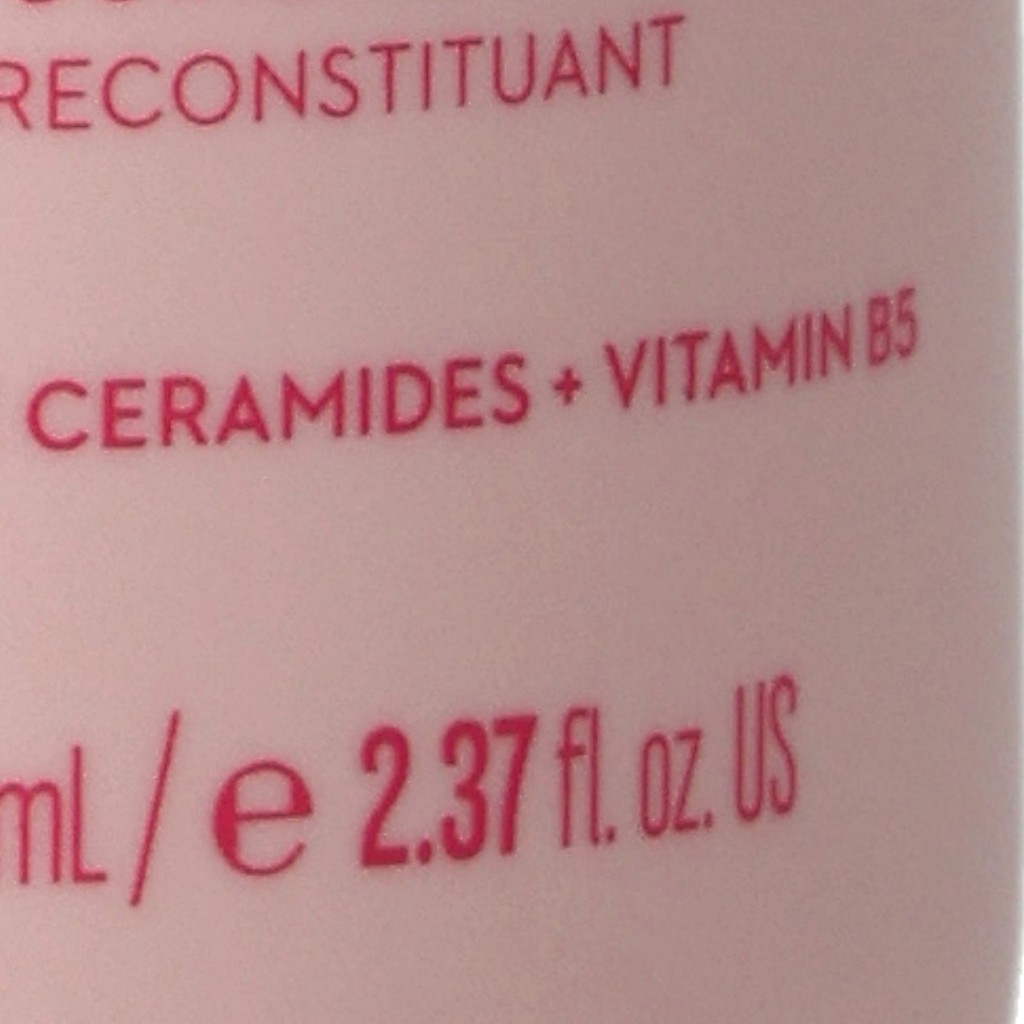 RECONSTITUANT
CERAMIDES + VITAMIN B5
mL / e 2.37 fl. oz. US